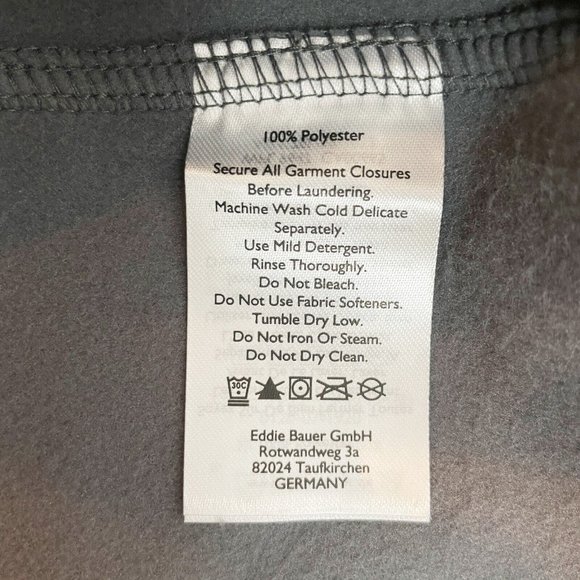 100% Polyester
Secure All Garment Closures
Before Laundering.
Machine Wash Cold Delicate
Separately.
Use Mild Detergent.
Rinse Thoroughly.
Do Not Bleach.
Do Not Use Fabric Softeners.
Tumble Dry Low.
Do Not Iron Or Steam.
Do Not Dry Clean.
30C
Eddie Bauer GmbH
Rotwandweg 3a
82024 Taufkirchen
GERMANY